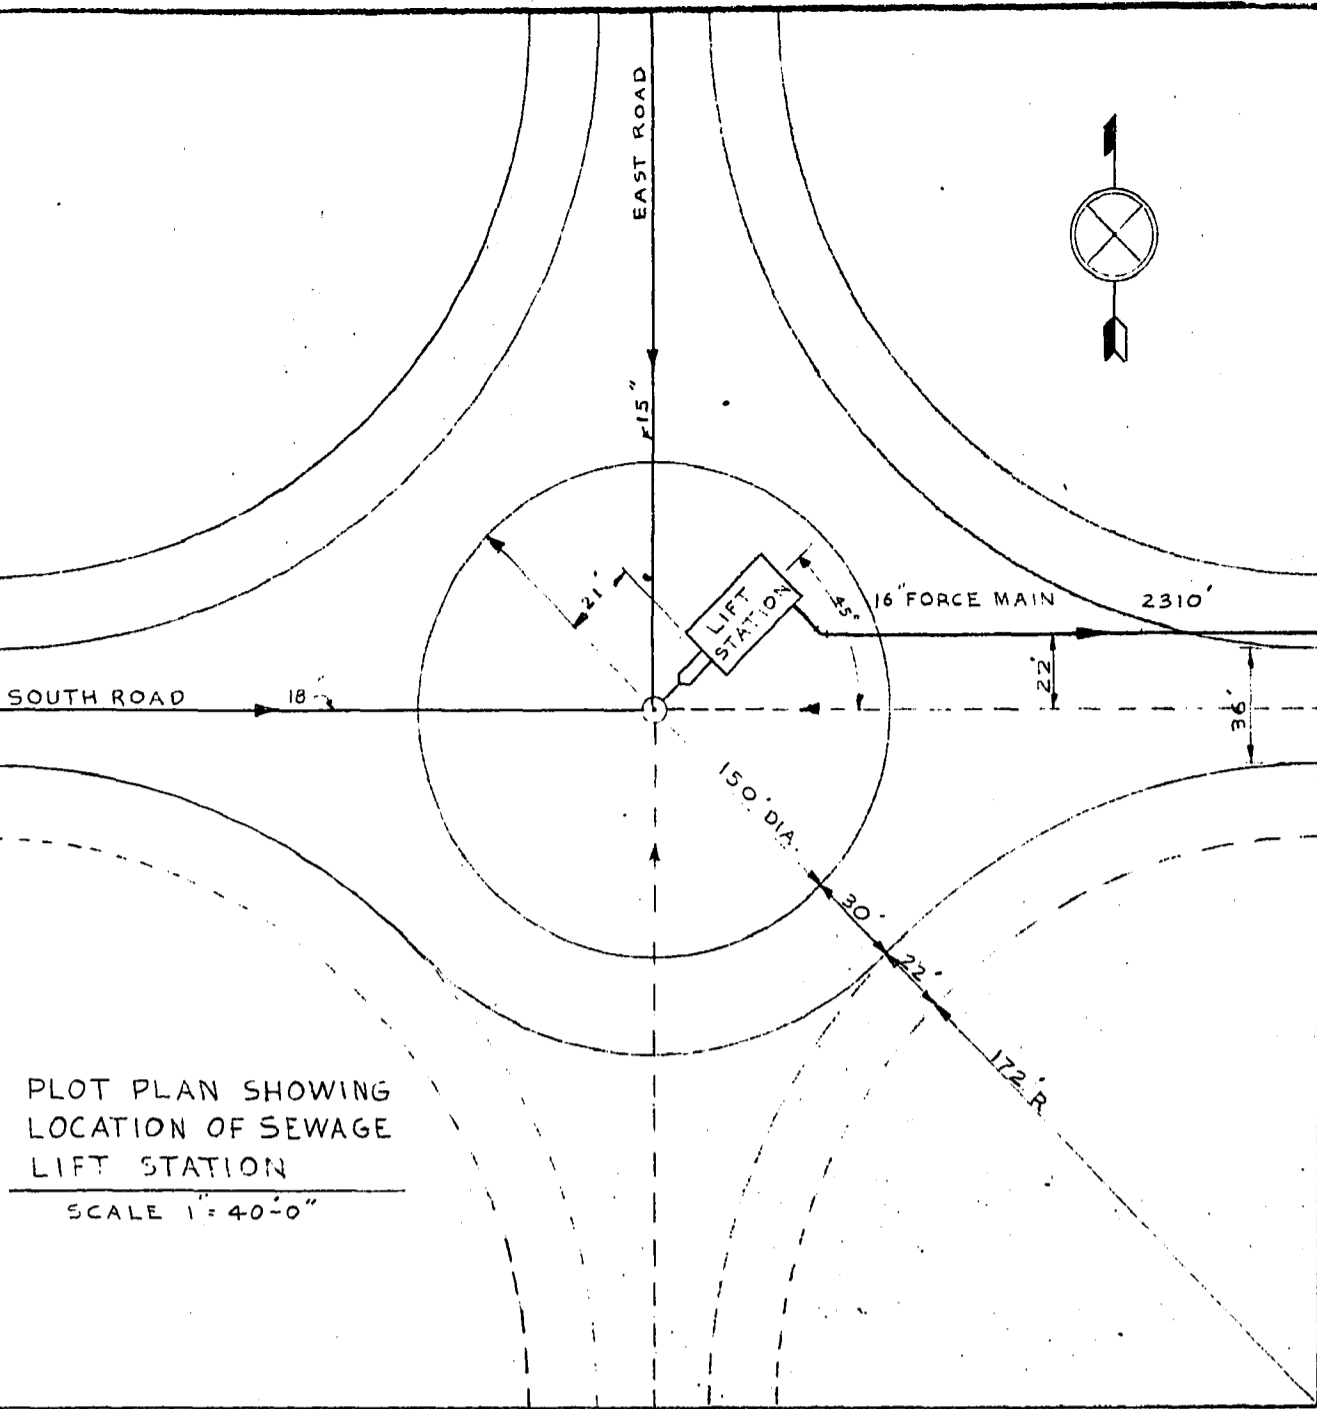 EAST ROAD
15"
21'
LIFT
STATION
45°
16" FORCE MAIN 2310'
22'
36'
SOUTH ROAD 18"
150' DIA.
30'
22'
172' R
PLOT PLAN SHOWING
LOCATION OF SEWAGE
LIFT STATION
SCALE 1" = 40'-0"